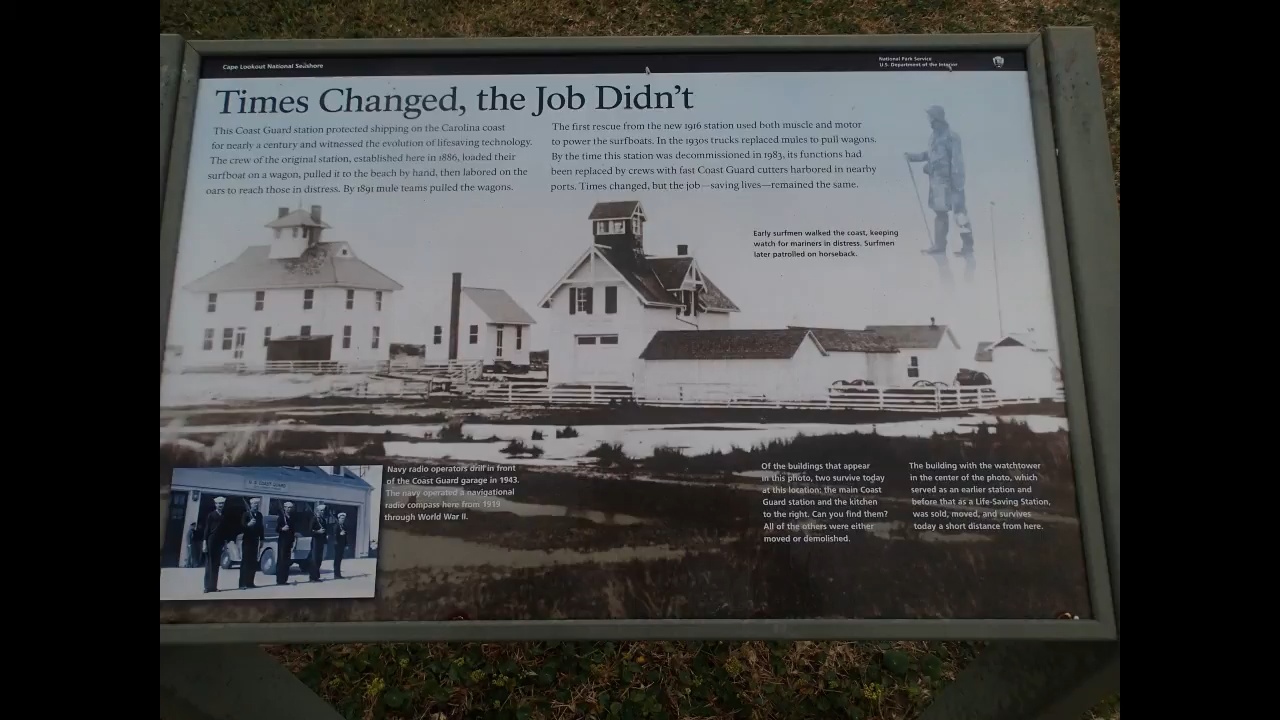 Cape Lookout National Seashore
National Park Service
U.S. Department of the Interior
Times Changed, the Job Didn't
This Coast Guard station protected shipping on the Carolina coast
for nearly a century and witnessed the evolution of lifesaving technology.
The crew of the original station, established here in 1886, loaded their
surfboat on a wagon, pulled it to the beach by hand, then labored on the
oars to reach those in distress. By 1891 mule teams pulled the wagons.
The first rescue from the new 1916 station used both muscle and motor
to power the surfboats. In the 1930s trucks replaced mules to pull wagons.
By the time this station was decommissioned in 1983, its functions had
been replaced by crews with fast Coast Guard cutters harbored in nearby
ports. Times changed, but the job—saving lives—remained the same.
Early surfmen walked the coast, keeping
watch for mariners in distress. Surfmen
later patrolled on horseback.
Navy radio operators drill in front
of the Coast Guard garage in 1943.
The navy operated a navigational
radio compass here from 1919
through World War II.
Of the buildings that appear
in this photo, two survive today
at this location: the main Coast
Guard station and the kitchen
to the right. Can you find them?
All of the others were either
moved or demolished.
The building with the watchtower
in the center of the photo, which
served as an earlier station and
before that as a Life-Saving Station,
was sold, moved, and survives
today a short distance from here.